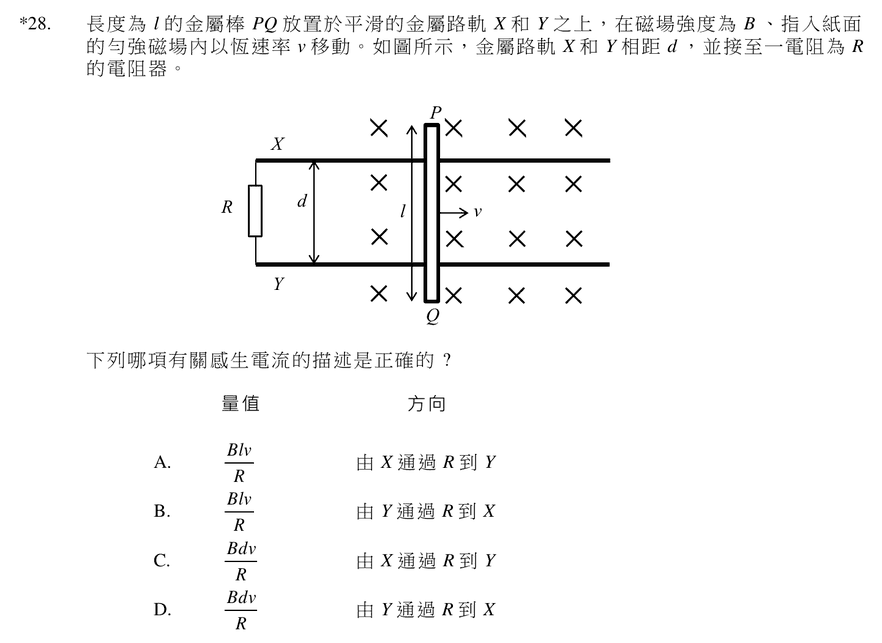 *28. 長度為 l 的金屬棒 PQ 放置於平滑的金屬路軌 X 和 Y 之上，在磁場強度為 B 、指入紙面
的勻強磁場內以恆速率 v 移動。如圖所示，金屬路軌 X 和 Y 相距 d ，並接至一電阻為 R
的電阻器。
P
X
R
d
l
v
Y
Q
下列哪項有關感生電流的描述是正確的？
量值 方向
A. Blv/R 由 X 通過 R 到 Y
B. Blv/R 由 Y 通過 R 到 X
C. Bdv/R 由 X 通過 R 到 Y
D. Bdv/R 由 Y 通過 R 到 X